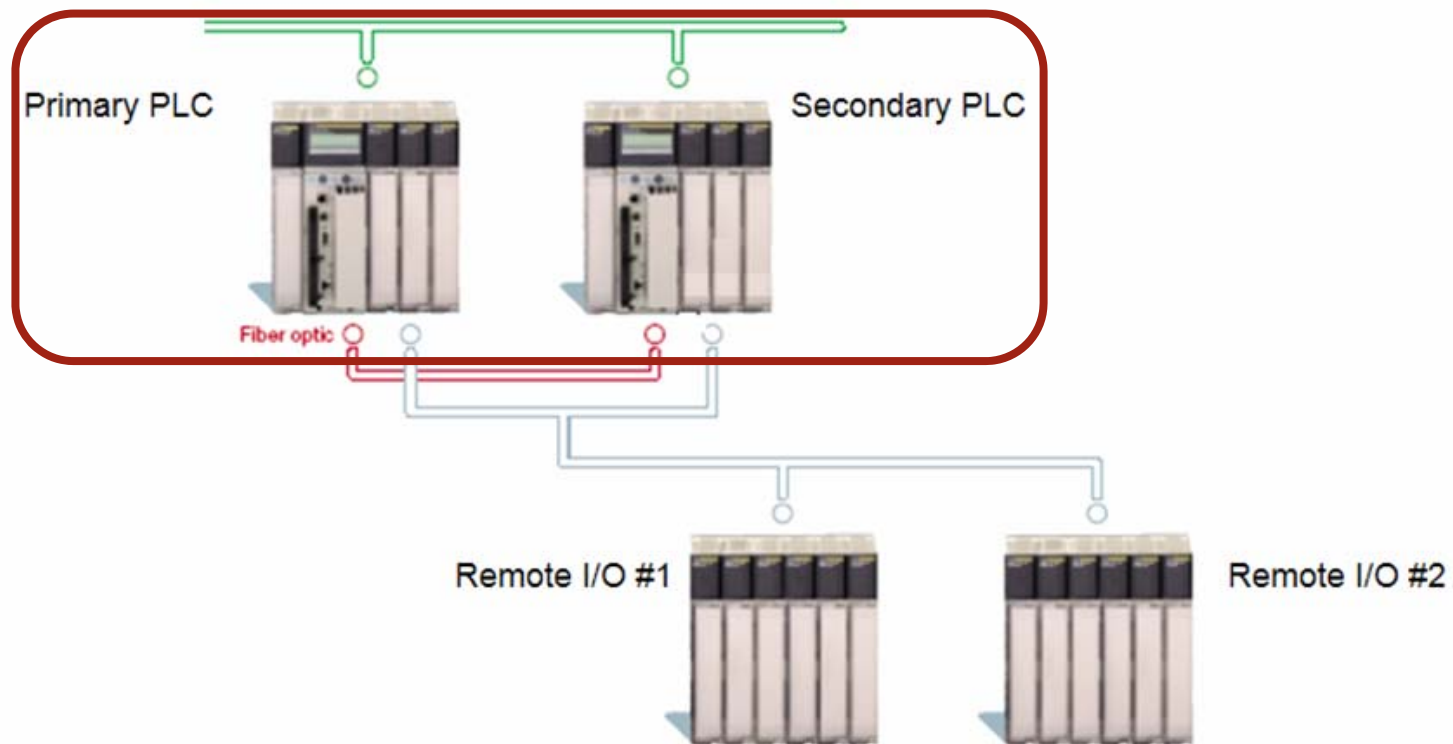 Primary PLC
Secondary PLC
Fiber optic
Remote I/O #1
Remote I/O #2